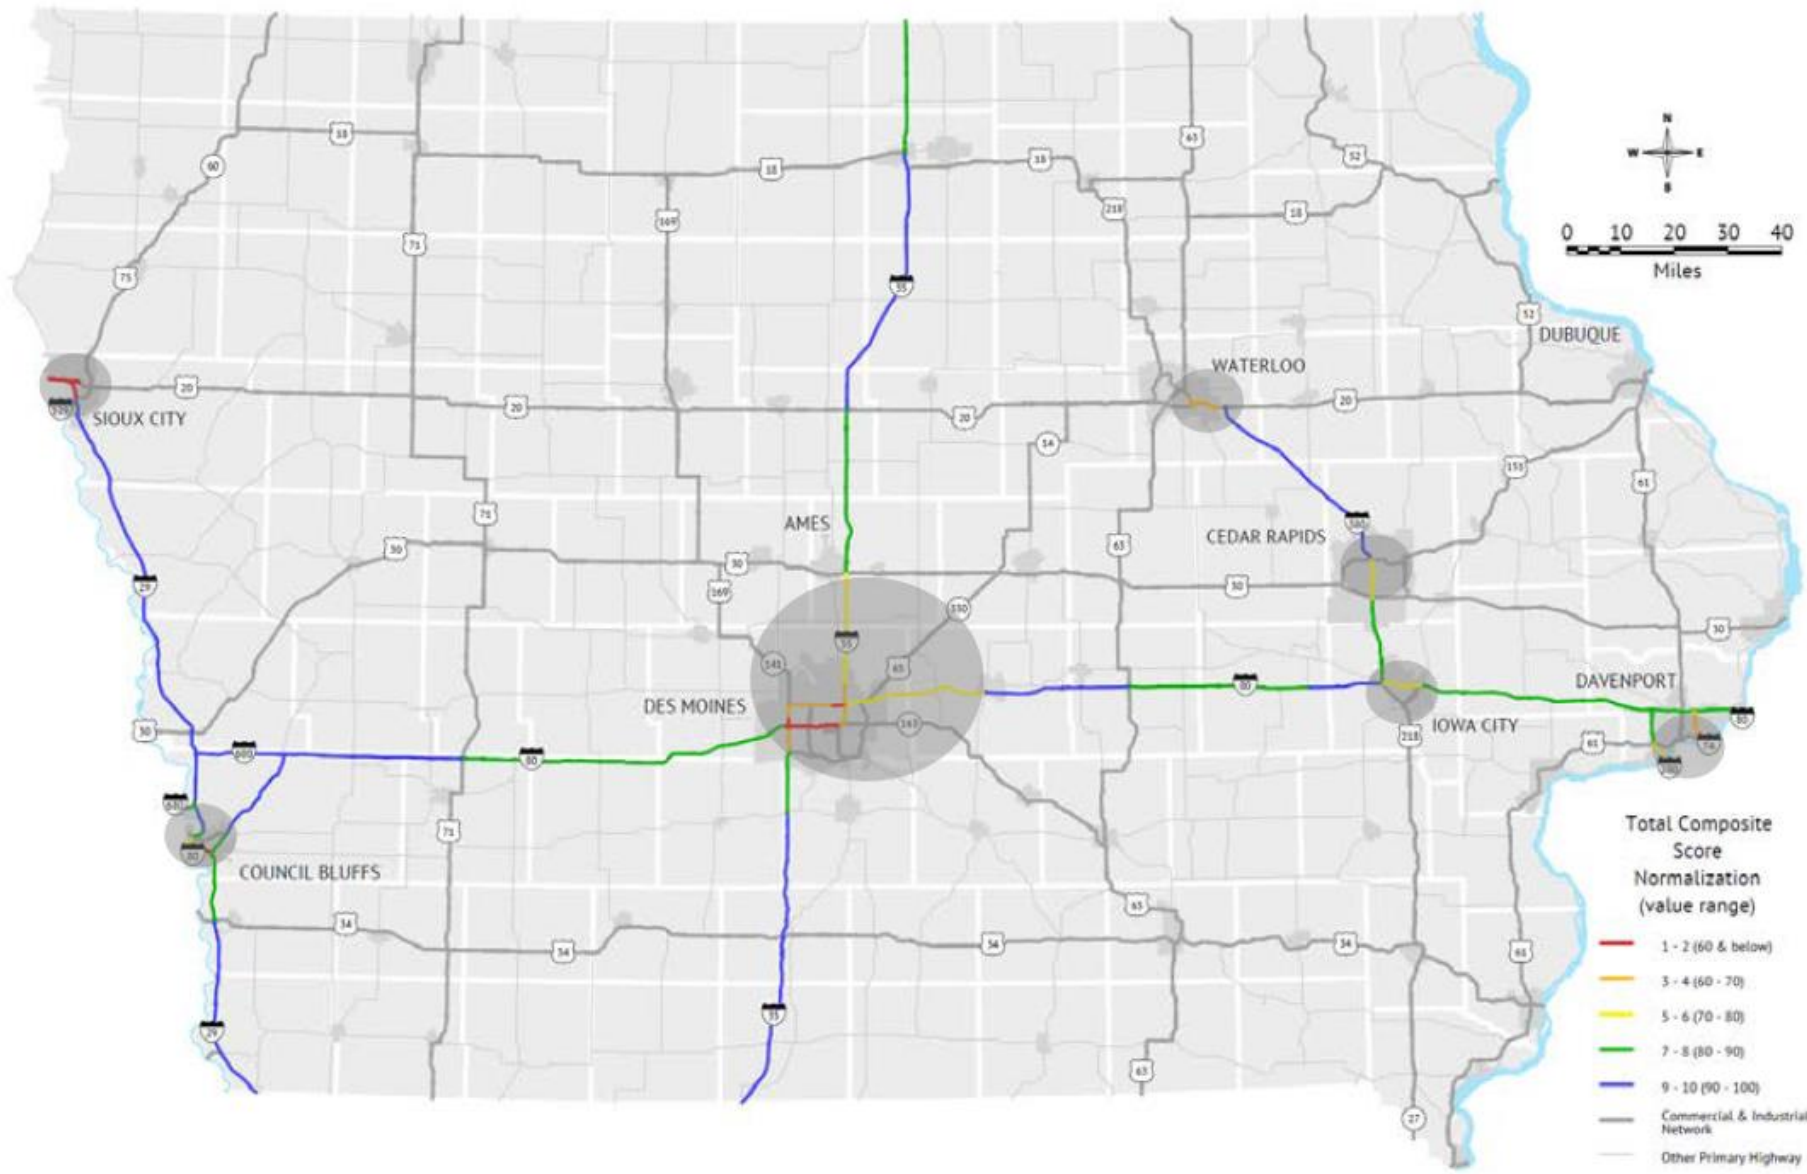 N
W E
S
0 10 20 30 40
Miles
18
60
18
18
63
52
218
18
169
71
75
35
52
DUBUQUE
WATERLOO
20
20
20
20
SIOUX CITY
14
151
61
71
AMES
CEDAR RAPIDS
380
30
30
63
169
29
30
330
35
30
141
65
80
DAVENPORT
DES MOINES
IOWA CITY
163
30
80
218
61
74
680
80
680
71
80
COUNCIL BLUFFS
Total Composite
Score
Normalization
(value range)
34
34
34
34
63
61
1 - 2 (60 & below)
3 - 4 (60 - 70)
5 - 6 (70 - 80)
7 - 8 (80 - 90)
9 - 10 (90 - 100)
Commercial & Industrial
Network
Other Primary Highway
35
29
63
27